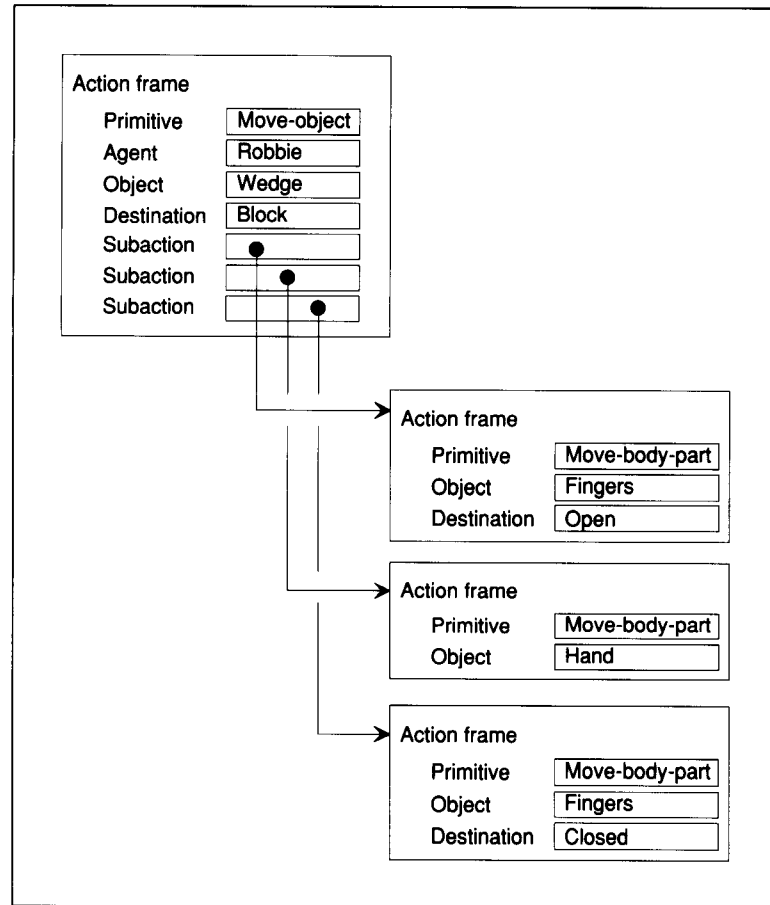 Action frame
Primitive Move-object
Agent Robbie
Object Wedge
Destination Block
Subaction
Subaction
Subaction
Action frame
Primitive Move-body-part
Object Fingers
Destination Open
Action frame
Primitive Move-body-part
Object Hand
Action frame
Primitive Move-body-part
Object Fingers
Destination Closed